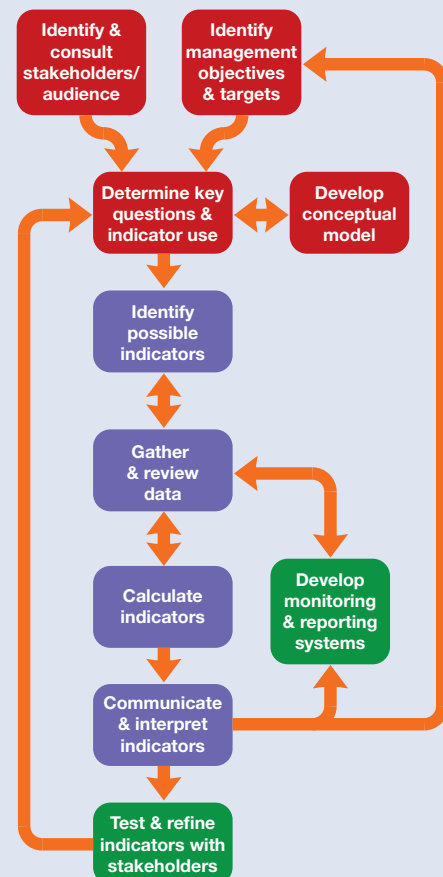 Identify &
consult
stakeholders/
audience
Identify
management
objectives
& targets
Determine key
questions &
indicator use
Develop
conceptual
model
Identify
possible
indicators
Gather
& review
data
Calculate
indicators
Develop
monitoring
& reporting
systems
Communicate
& interpret
indicators
Test & refine
indicators with
stakeholders